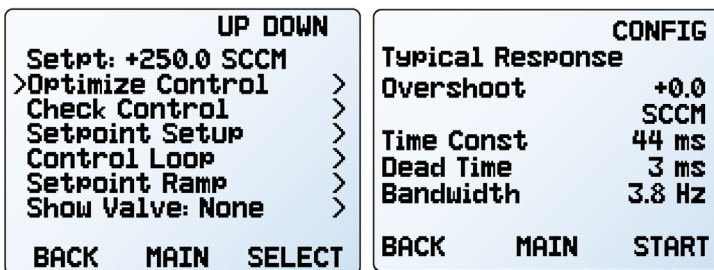 UP DOWN
Setpt: +250.0 SCCM
>Optimize Control >
Check Control >
Setpoint Setup >
Control Loop >
Setpoint Ramp >
Show Valve: None >
BACK MAIN SELECT
CONFIG
Typical Response
Overshoot +0.0
SCCM
Time Const 44 ms
Dead Time 3 ms
Bandwidth 3.8 Hz
BACK MAIN START